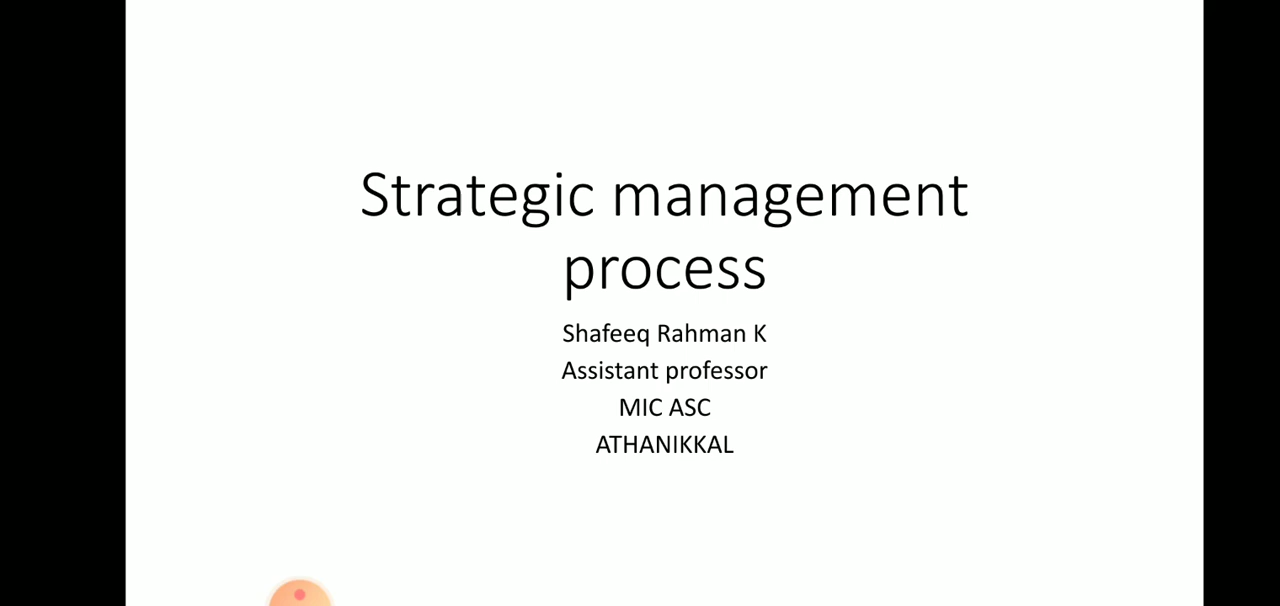 Strategic management
process
Shafeeq Rahman K
Assistant professor
MIC ASC
ATHANIKKAL